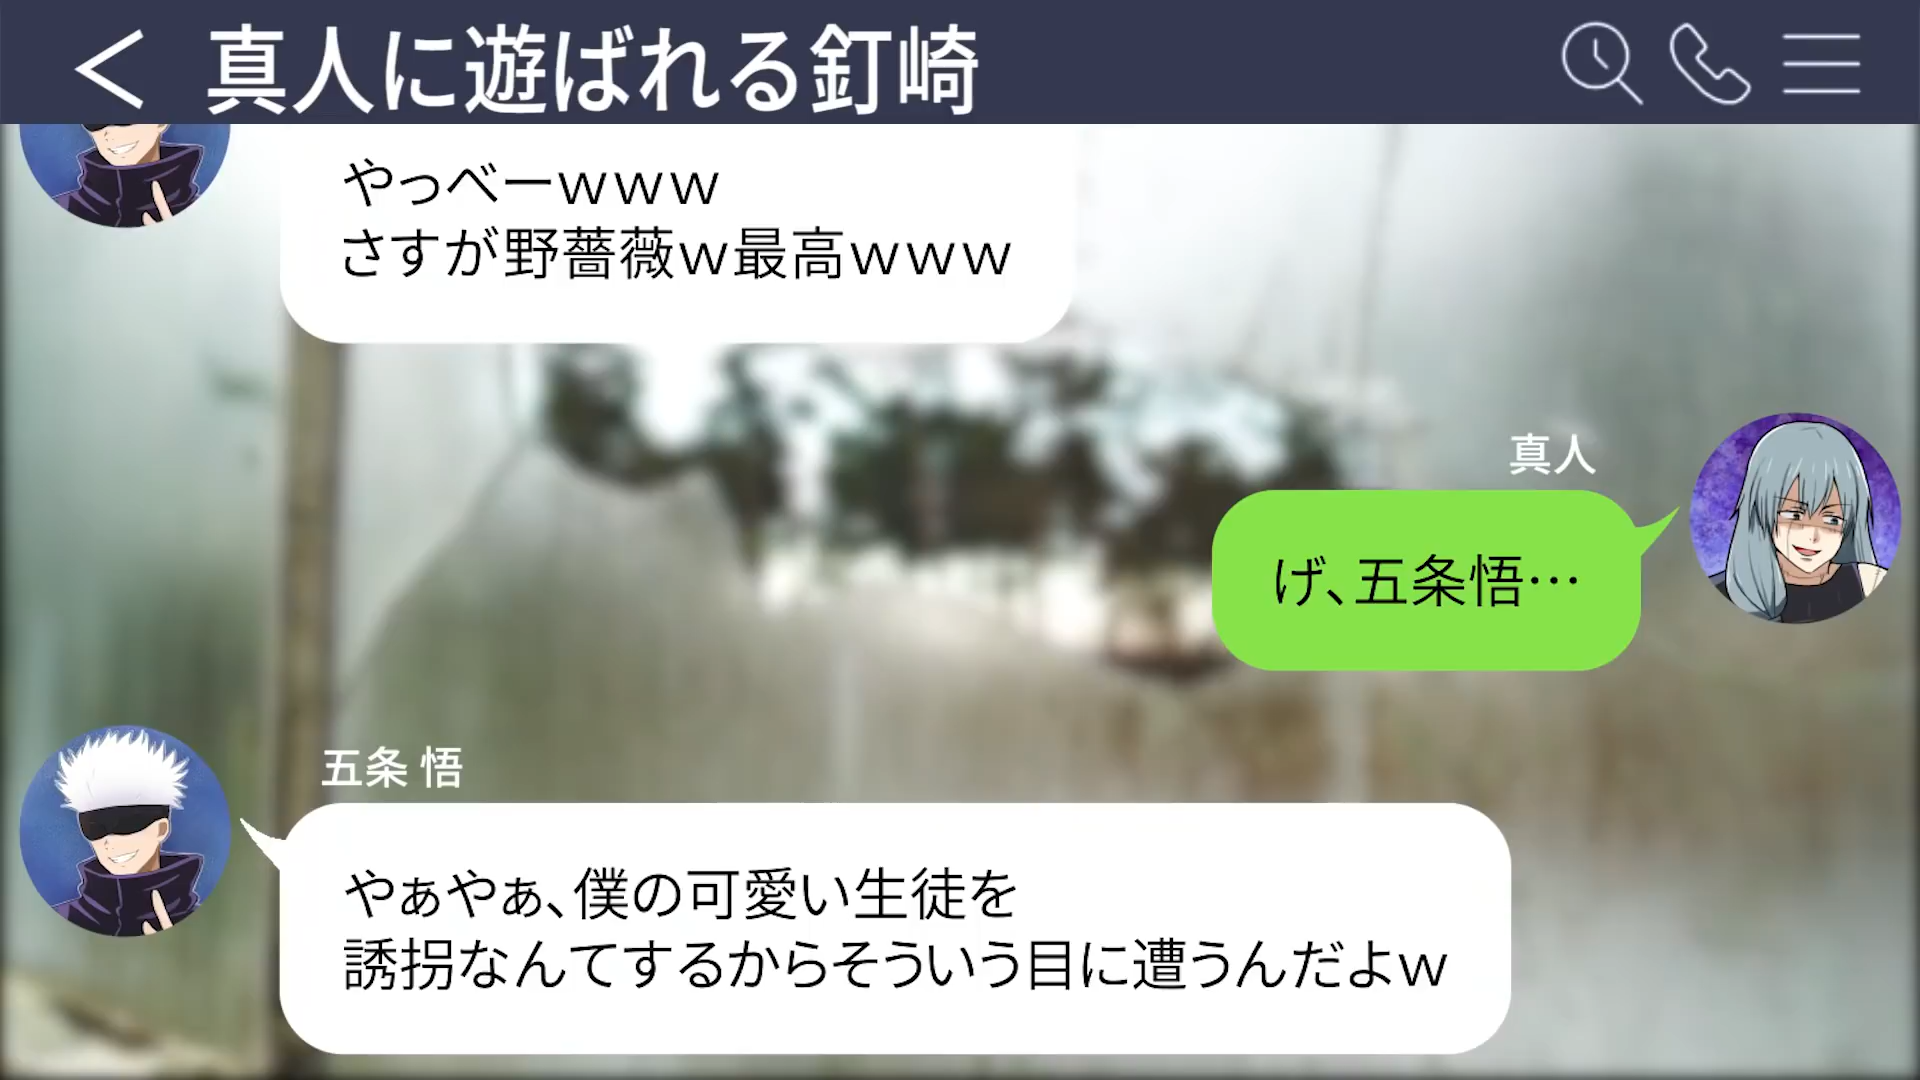 真人に遊ばれる釘崎
やっべーｗｗｗ
さすが野薔薇ｗ最高ｗｗｗ
真人
げ、五条悟…
五条 悟
やぁやぁ、僕の可愛い生徒を
誘拐なんてするからそういう目に遭うんだよｗ